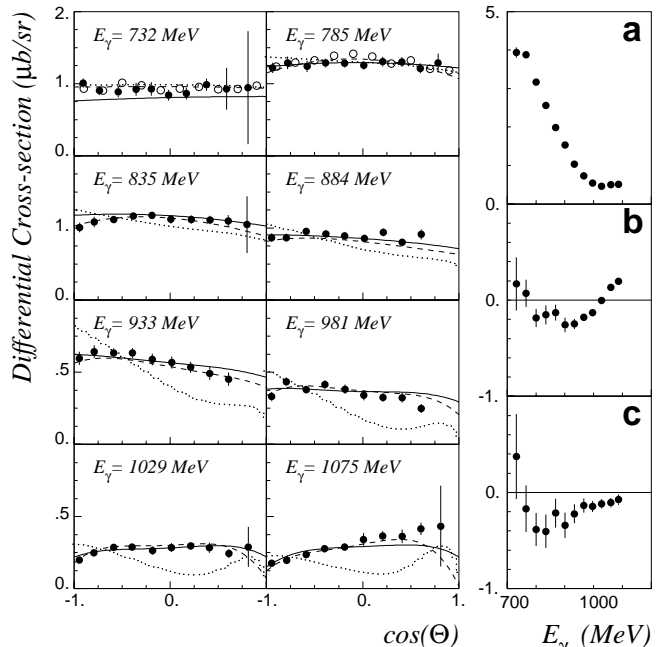 Differential Cross-section (μb/sr)
2.
1.
0.
1.
0.
.5
0.
.5
0.
E_γ= 732 MeV
E_γ= 785 MeV
E_γ= 835 MeV
E_γ= 884 MeV
E_γ= 933 MeV
E_γ= 981 MeV
E_γ= 1029 MeV
E_γ= 1075 MeV
-1.
0.
-1.
0.
1.
cos(Θ)
5.
0.
a
0.
-1.
b
-1.
0.
-1.
c
700
1000
E_γ (MeV)